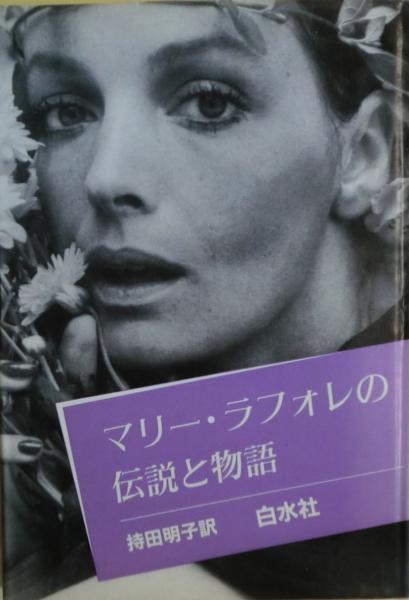 マリー・ラフォレの
伝説と物語
持田明子訳 白水社